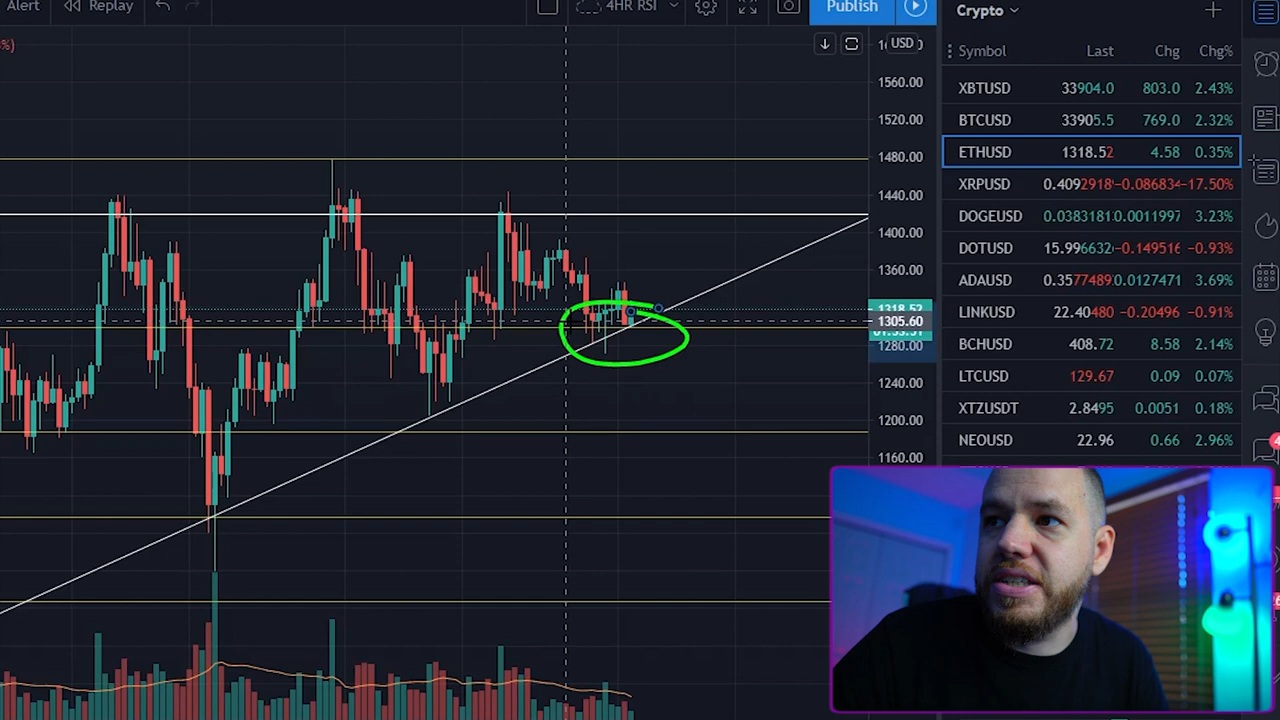 Alert Replay 4HR RSI Publish
%)
USD
1560.00
1520.00
1480.00
1440.00
1400.00
1360.00
1318.52
1305.60
1280.00
1240.00
1200.00
1160.00
Crypto
Symbol Last Chg Chg%
XBTUSD 33904.0 803.0 2.43%
BTCUSD 33905.5 769.0 2.32%
ETHUSD 1318.52 4.58 0.35%
XRPUSD 0.4092918 -0.086834 -17.50%
DOGEUSD 0.0383181 0.0011997 3.23%
DOTUSD 15.996632 -0.149516 -0.93%
ADAUSD 0.3577489 0.0127471 3.69%
LINKUSD 22.40480 -0.20496 -0.91%
BCHUSD 408.72 8.58 2.14%
LTCUSD 129.67 0.09 0.07%
XTZUSDT 2.8495 0.0051 0.18%
NEOUSD 22.96 0.66 2.96%
4